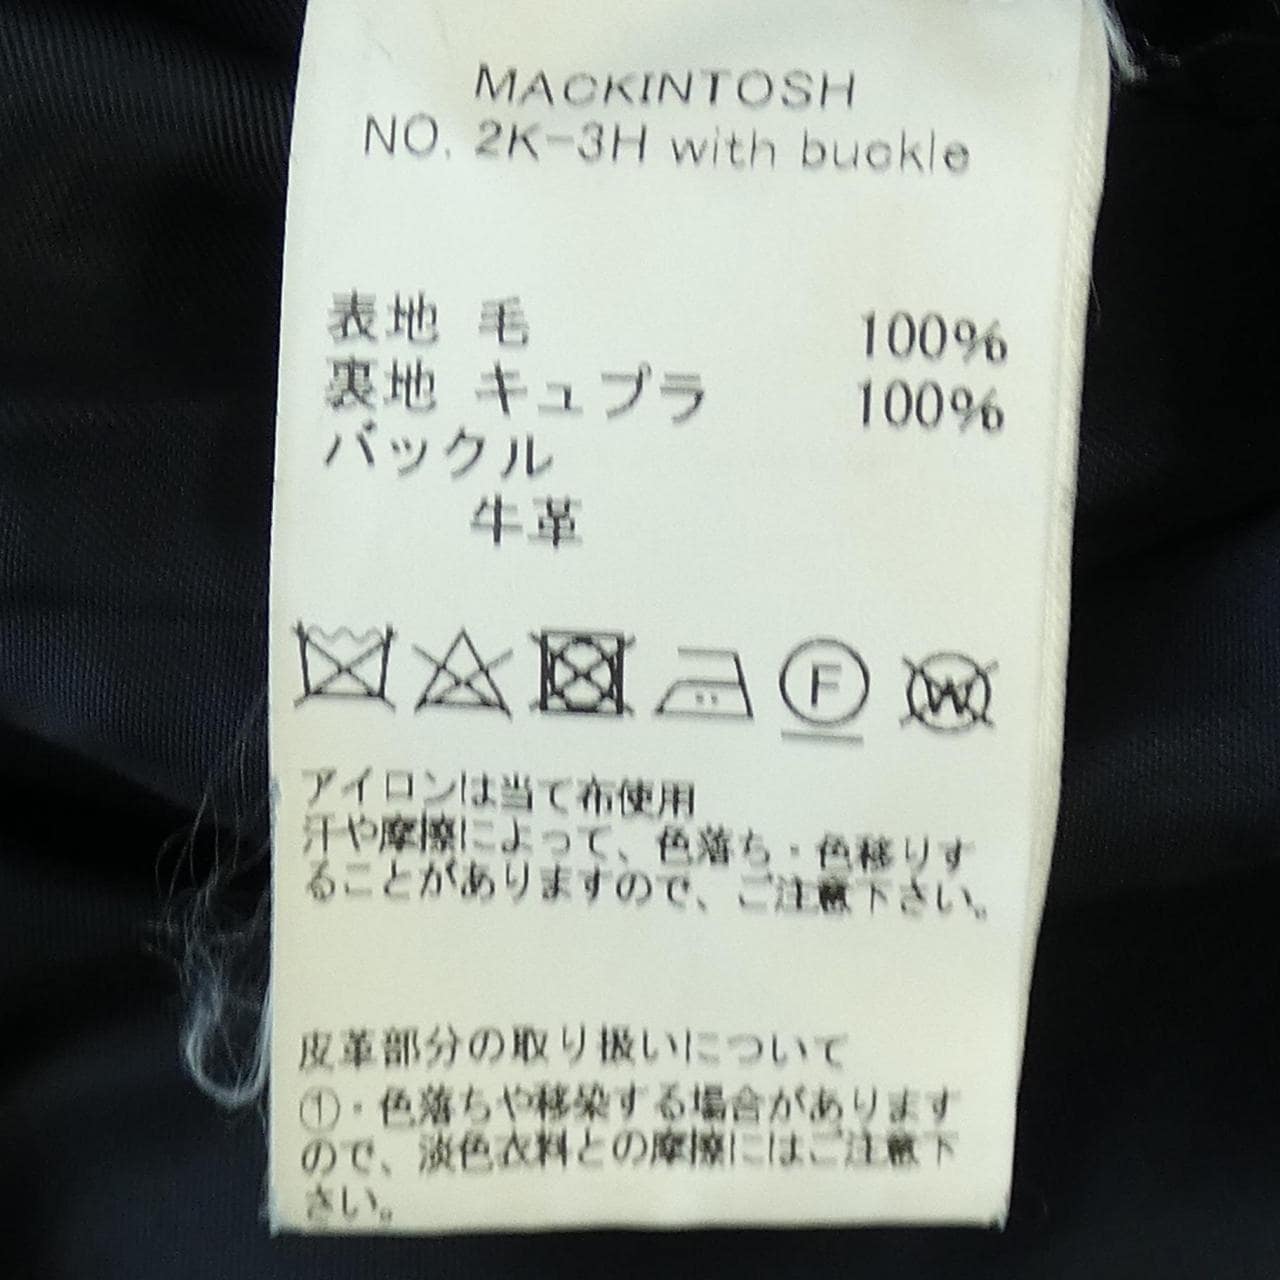 MACKINTOSH
NO. 2K-3H with buckle
表地 毛 100%
裏地 キュプラ 100%
バックル
牛革
F W
アイロンは当て布使用
汗や摩擦によって、色落ち・色移りす
ることがありますので、ご注意下さい。
皮革部分の取り扱いについて
①・色落ちや移染する場合があります
ので、淡色衣料との摩擦にはご注意下
さい。